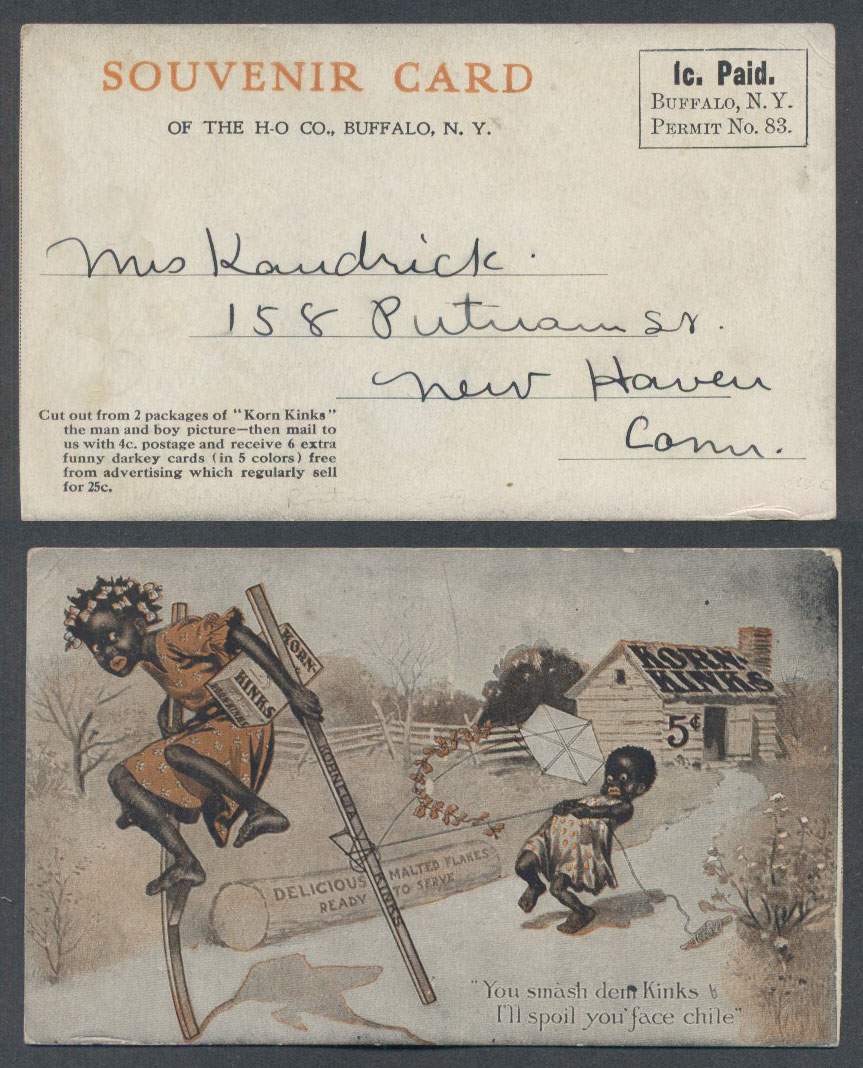 SOUVENIR CARD
OF THE H-O CO., BUFFALO, N. Y.
1c. Paid.
BUFFALO, N. Y.
PERMIT No. 83.
Mrs Kandrick.
158 Putnam St.
New Haven
Conn.
Cut out from 2 packages of "Korn Kinks"
the man and boy picture—then mail to
us with 4c. postage and receive 6 extra
funny darkey cards (in 5 colors) free
from advertising which regularly sell
for 25c.
KORN-
KINKS
KORN-
KINKS
5¢
KORNELIA
KINKS
DELICIOUS MALTED FLAKES
READY TO SERVE
"You smash dem Kinks &
I'll spoil you' face chile"